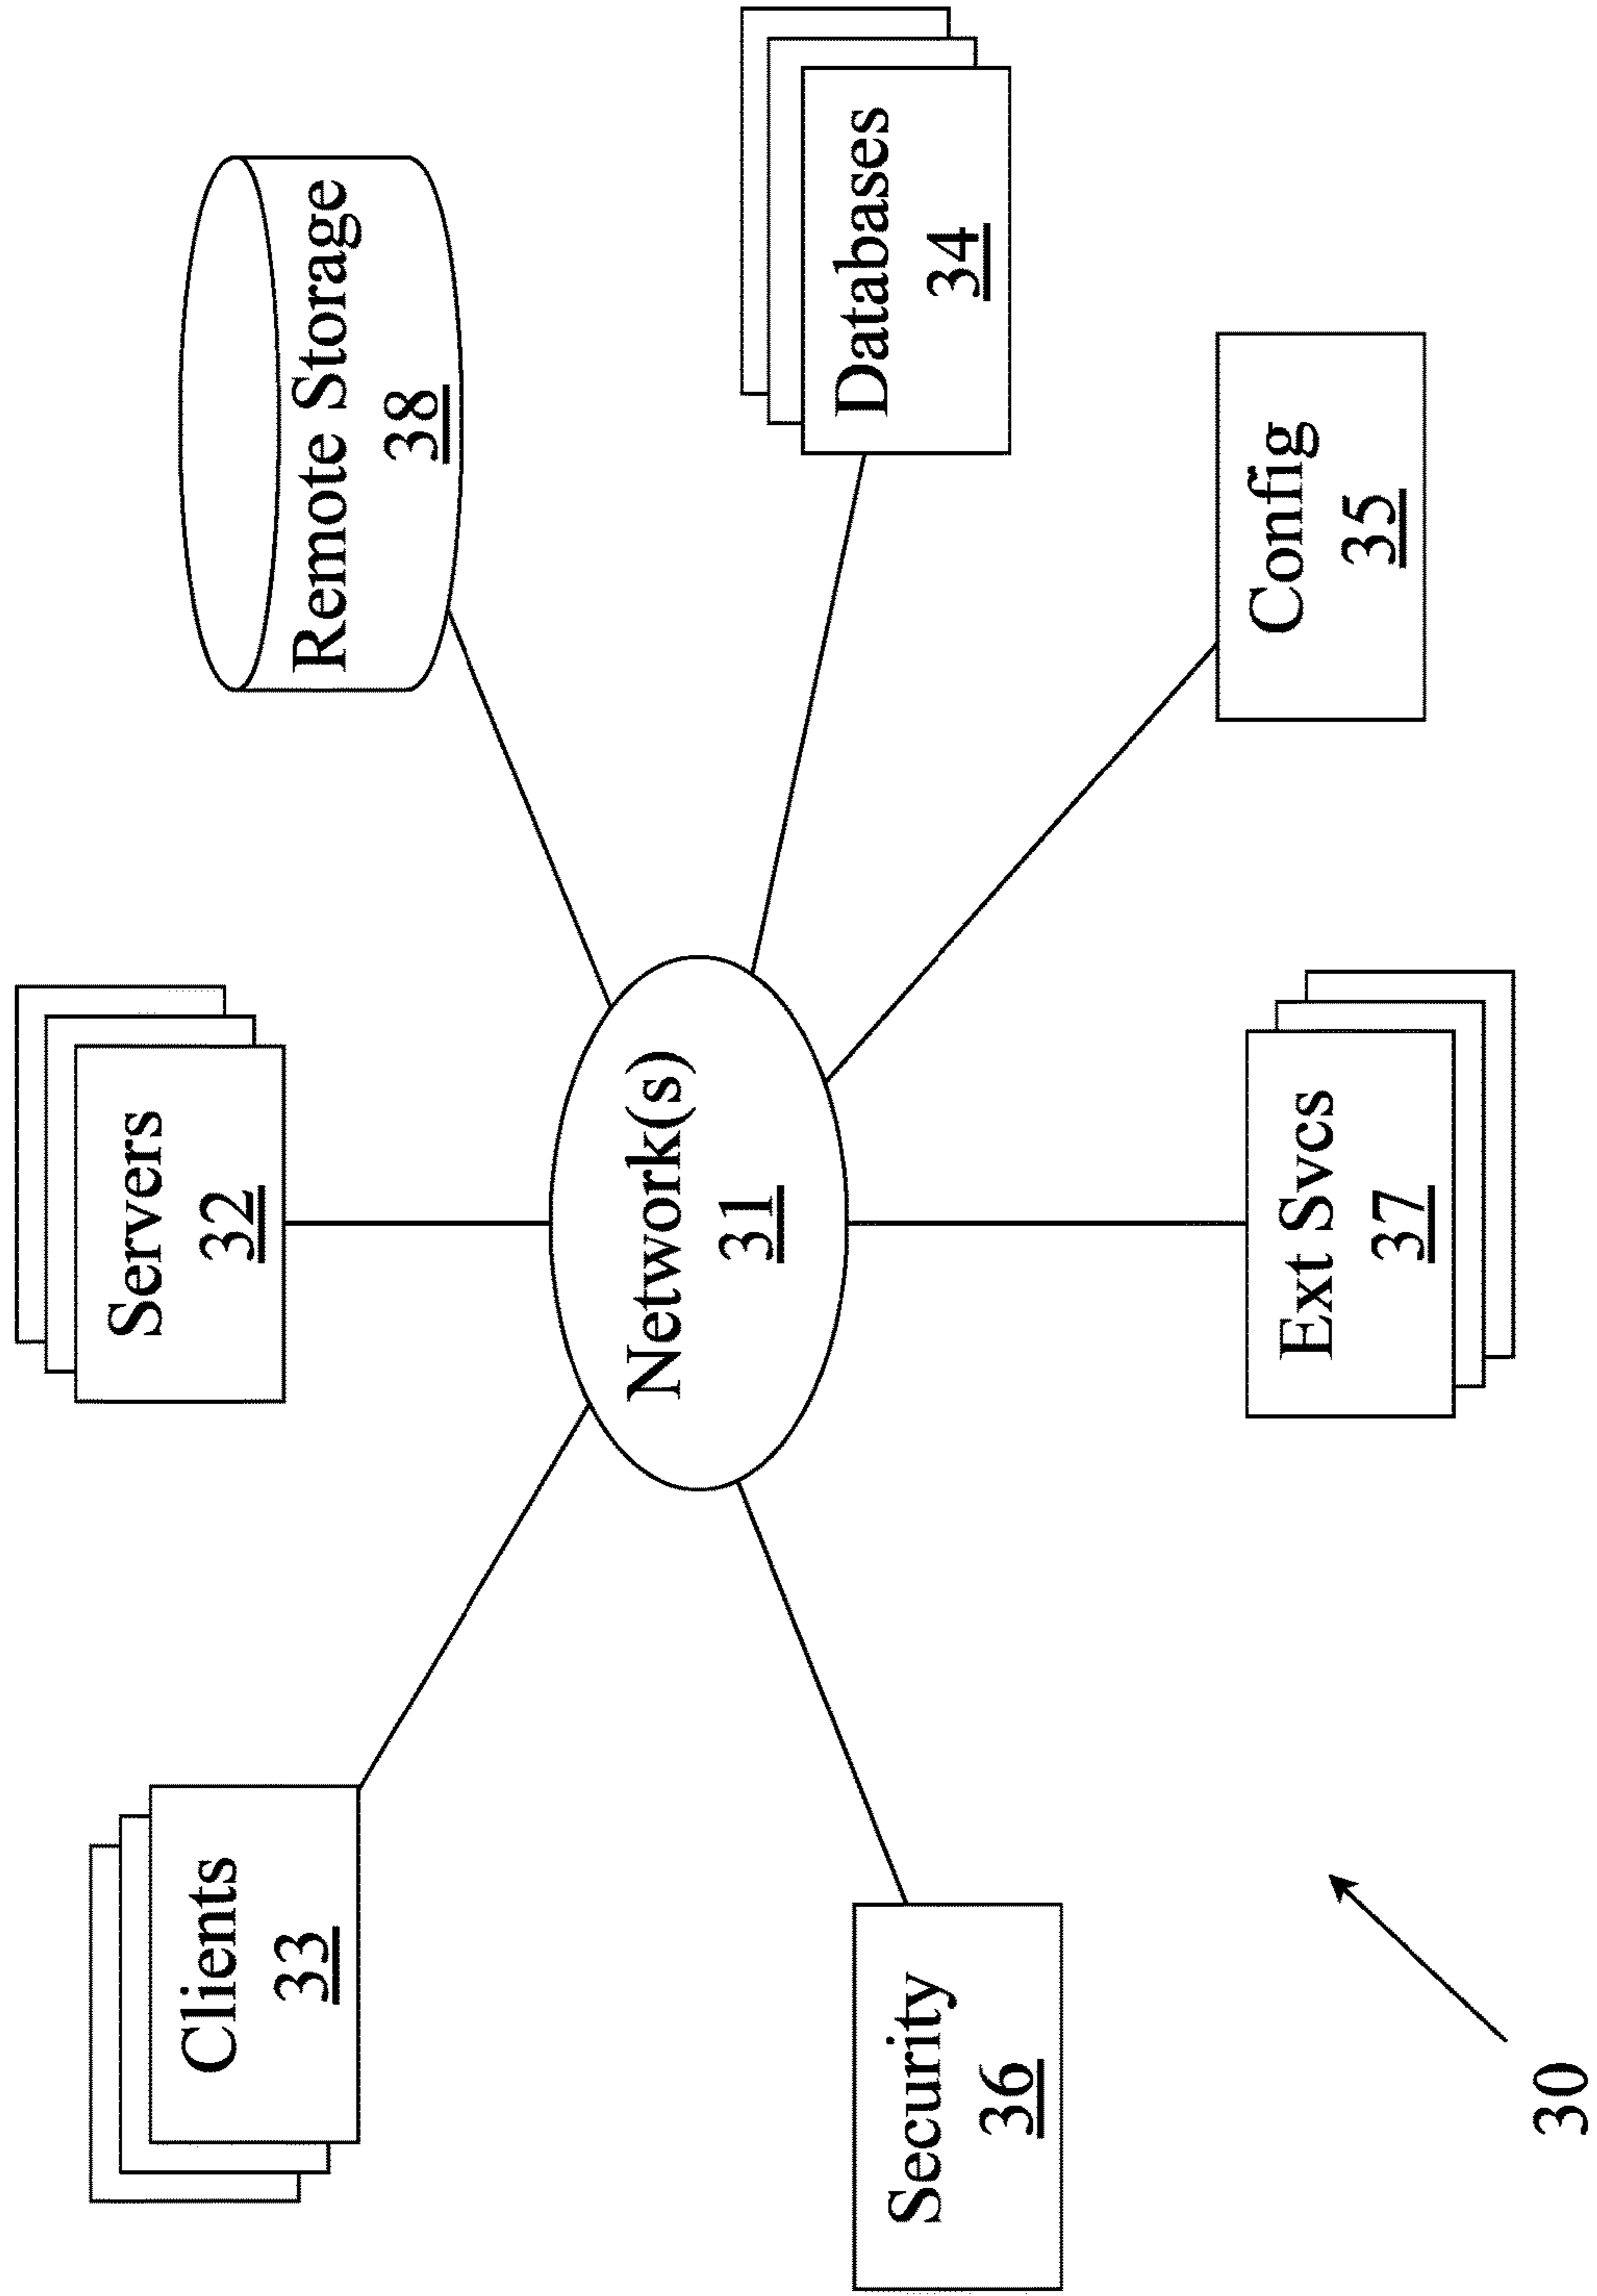 Servers
32
Clients
33
Remote Storage
38
Network(s)
31
Databases
34
Security
36
Ext Svcs
37
Config
35
30